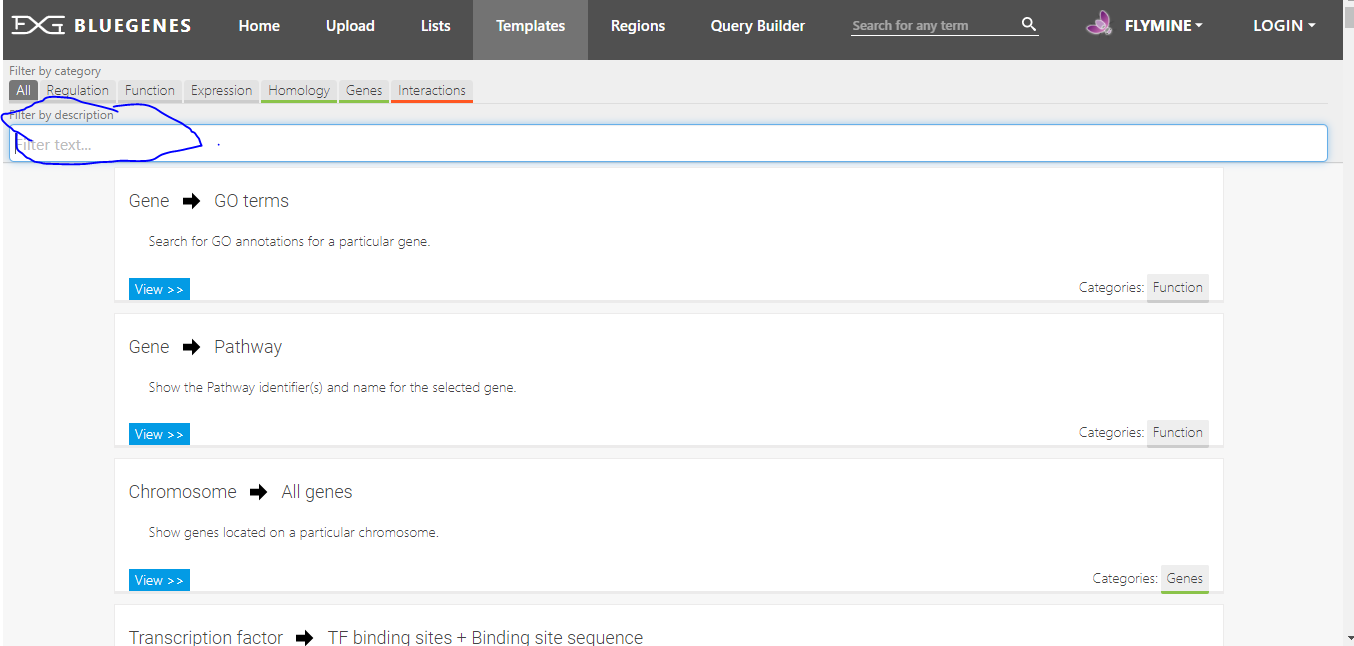 BLUEGENES Home Upload Lists Templates Regions Query Builder Search for any term FLYMINE LOGIN
Filter by category
All Regulation Function Expression Homology Genes Interactions
Filter by description
Filter text...
Gene GO terms
Search for GO annotations for a particular gene.
View >> Categories: Function
Gene Pathway
Show the Pathway identifier(s) and name for the selected gene.
View >> Categories: Function
Chromosome All genes
Show genes located on a particular chromosome.
View >> Categories: Genes
Transcription factor TF binding sites + Binding site sequence